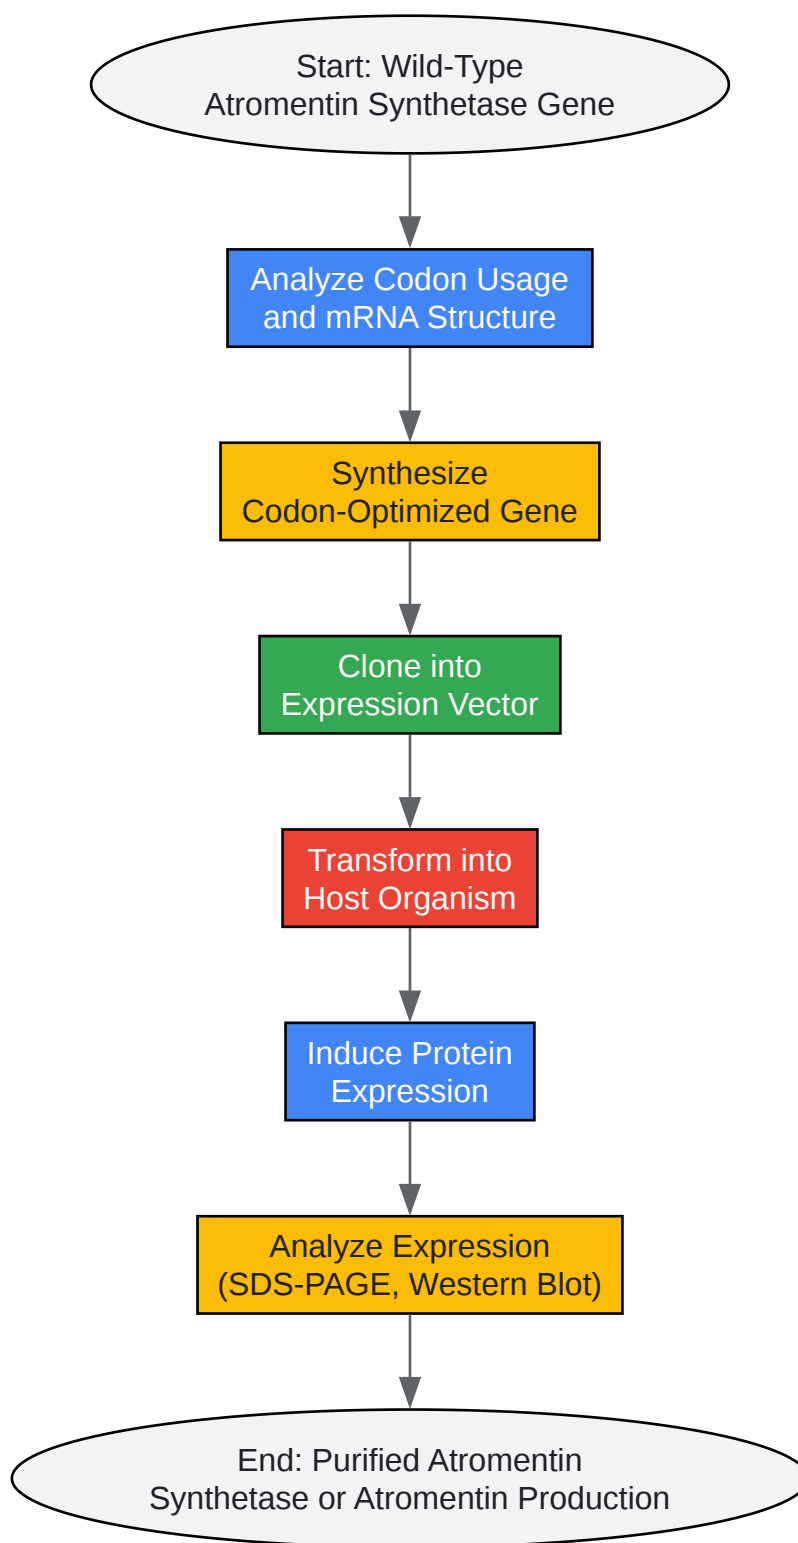 Start: Wild-Type
Atromentin Synthetase Gene
Analyze Codon Usage
and mRNA Structure
Synthesize
Codon-Optimized Gene
Clone into
Expression Vector
Transform into
Host Organism
Induce Protein
Expression
Analyze Expression
(SDS-PAGE, Western Blot)
End: Purified Atromentin
Synthetase or Atromentin Production